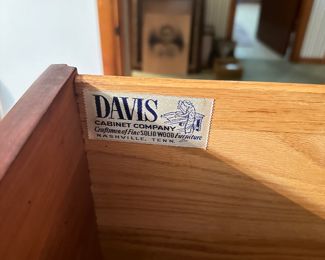 DAVIS
CABINET COMPANY
Craftsmen of Fine SOLID WOOD Furniture
NASHVILLE, TENN.